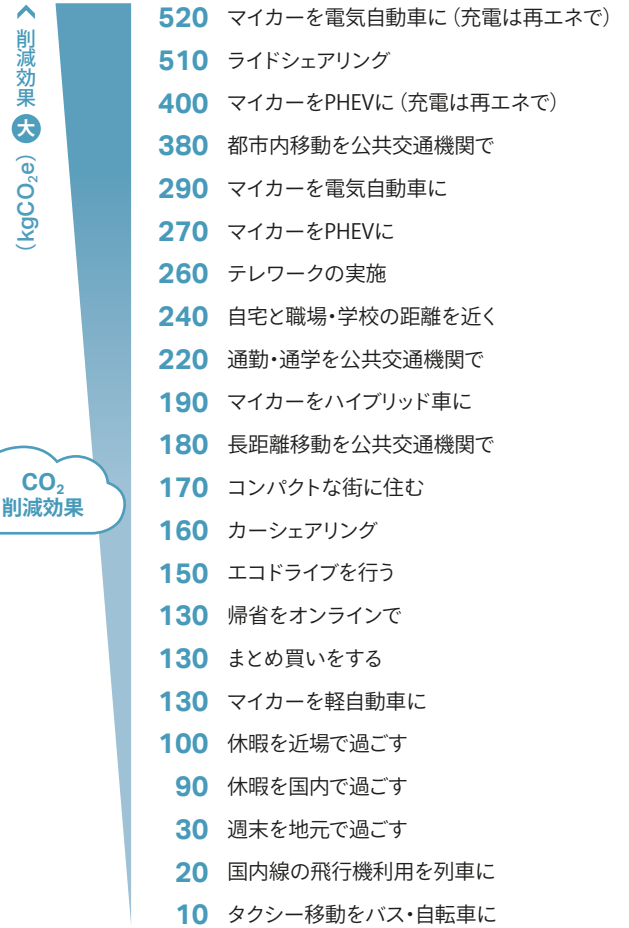 削減効果 大 (kgCO₂e)
CO₂
削減効果
520 マイカーを電気自動車に（充電は再エネで）
510 ライドシェアリング
400 マイカーをPHEVに（充電は再エネで）
380 都市内移動を公共交通機関で
290 マイカーを電気自動車に
270 マイカーをPHEVに
260 テレワークの実施
240 自宅と職場・学校の距離を近く
220 通勤・通学を公共交通機関で
190 マイカーをハイブリッド車に
180 長距離移動を公共交通機関で
170 コンパクトな街に住む
160 カーシェアリング
150 エコドライブを行う
130 帰省をオンラインで
130 まとめ買いをする
130 マイカーを軽自動車に
100 休暇を近場で過ごす
90 休暇を国内で過ごす
30 週末を地元で過ごす
20 国内線の飛行機利用を列車に
10 タクシー移動をバス・自転車に